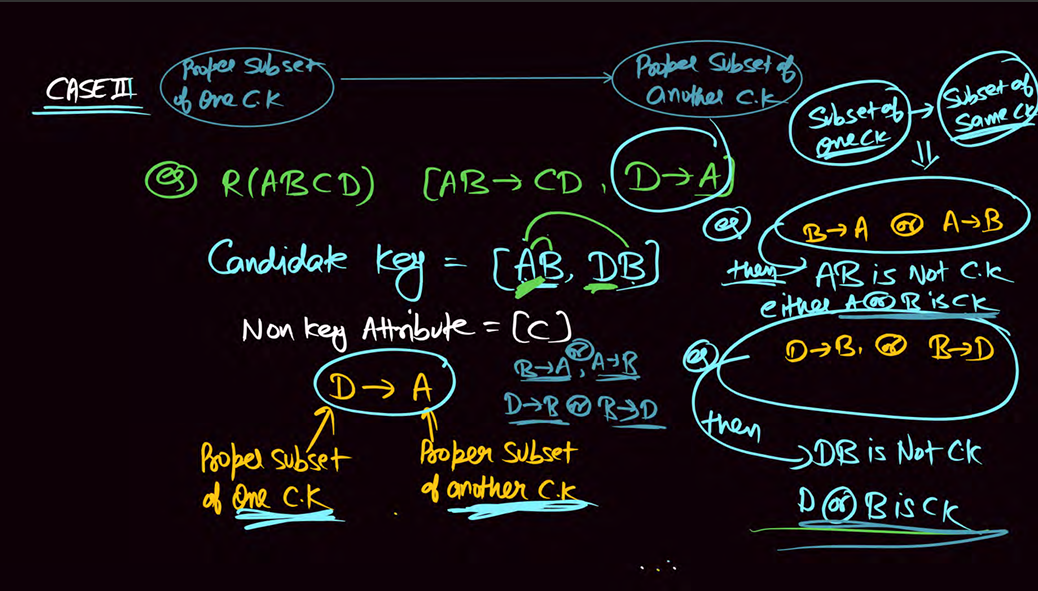 CASE III
Proper Subset
of One C.K
Proper Subset of
another C.K
Subset of
One CK
→
Subset of
Same CK
⇓
eg R(ABCD) [AB→CD, D→A]
Candidate key = [AB, DB]
Non key Attribute = [C]
D → A
Proper subset
of One C.K
Proper subset
of another C.K
B→A or, A→B
D→B or B→D
eg
B→A or A→B
then AB is Not C.K
either A or B is CK
eg
D→B, or B→D
then
DB is Not CK
D or B is CK